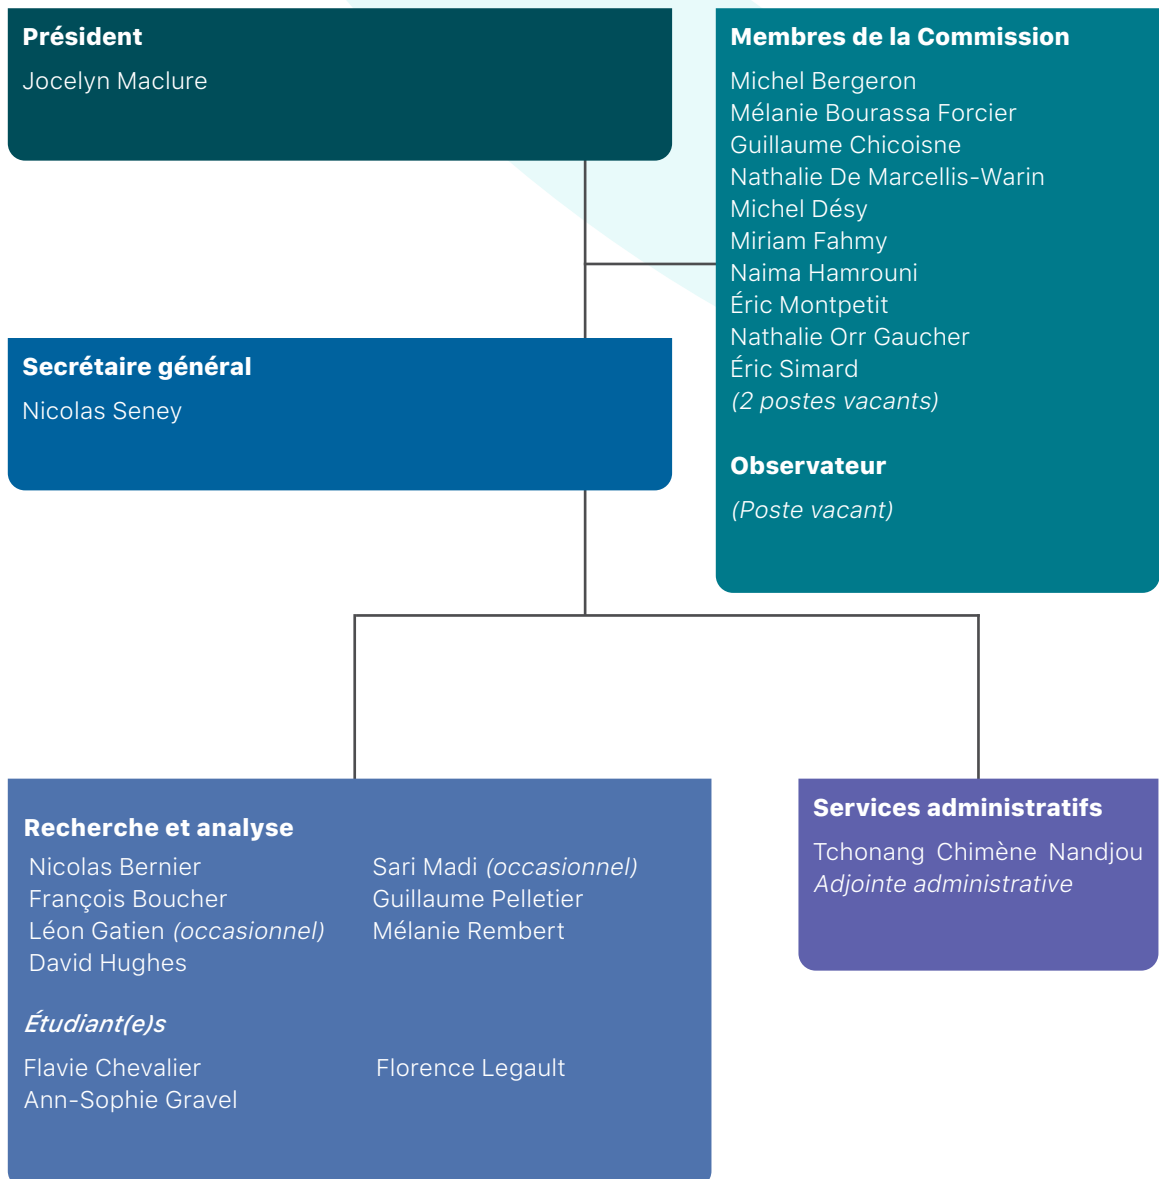 Président
Jocelyn Maclure
Membres de la Commission
Michel Bergeron
Mélanie Bourassa Forcier
Guillaume Chicoisne
Nathalie De Marcellis-Warin
Michel Désy
Miriam Fahmy
Naima Hamrouni
Éric Montpetit
Nathalie Orr Gaucher
Éric Simard
(2 postes vacants)
Observateur
(Poste vacant)
Secrétaire général
Nicolas Seney
Recherche et analyse
Nicolas Bernier
François Boucher
Léon Gatien (occasionnel)
David Hughes
Sari Madi (occasionnel)
Guillaume Pelletier
Mélanie Rembert
Étudiant(e)s
Flavie Chevalier
Ann-Sophie Gravel
Florence Legault
Services administratifs
Tchonang Chimène Nandjou
Adjointe administrative